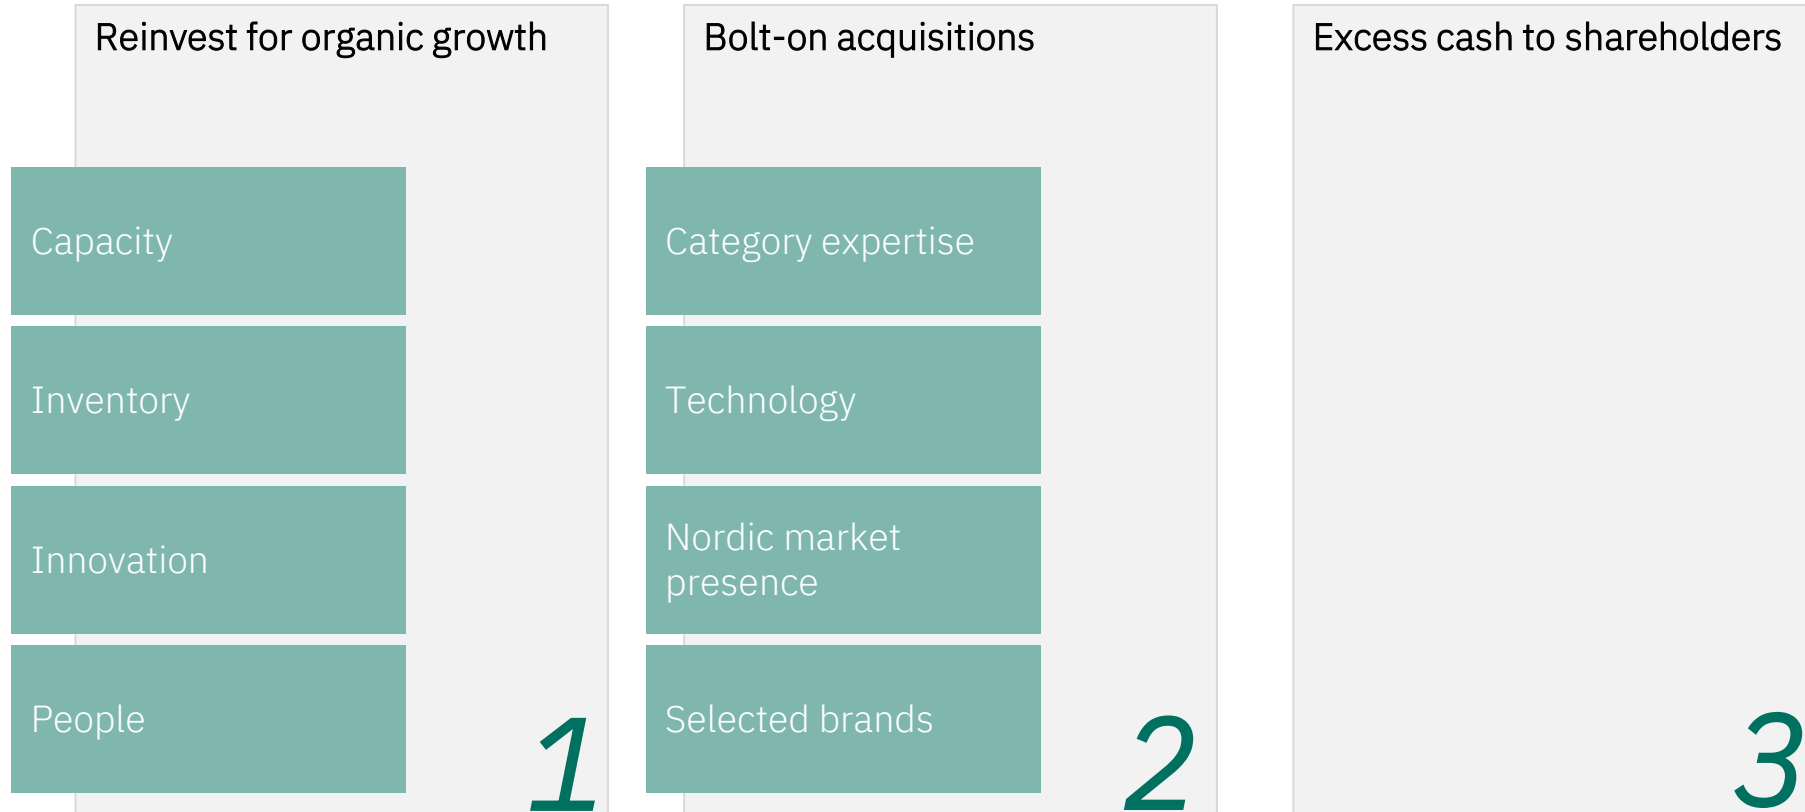 Reinvest for organic growth
Capacity
Inventory
Innovation
People
1
Bolt-on acquisitions
Category expertise
Technology
Nordic market
presence
Selected brands
2
Excess cash to shareholders
3